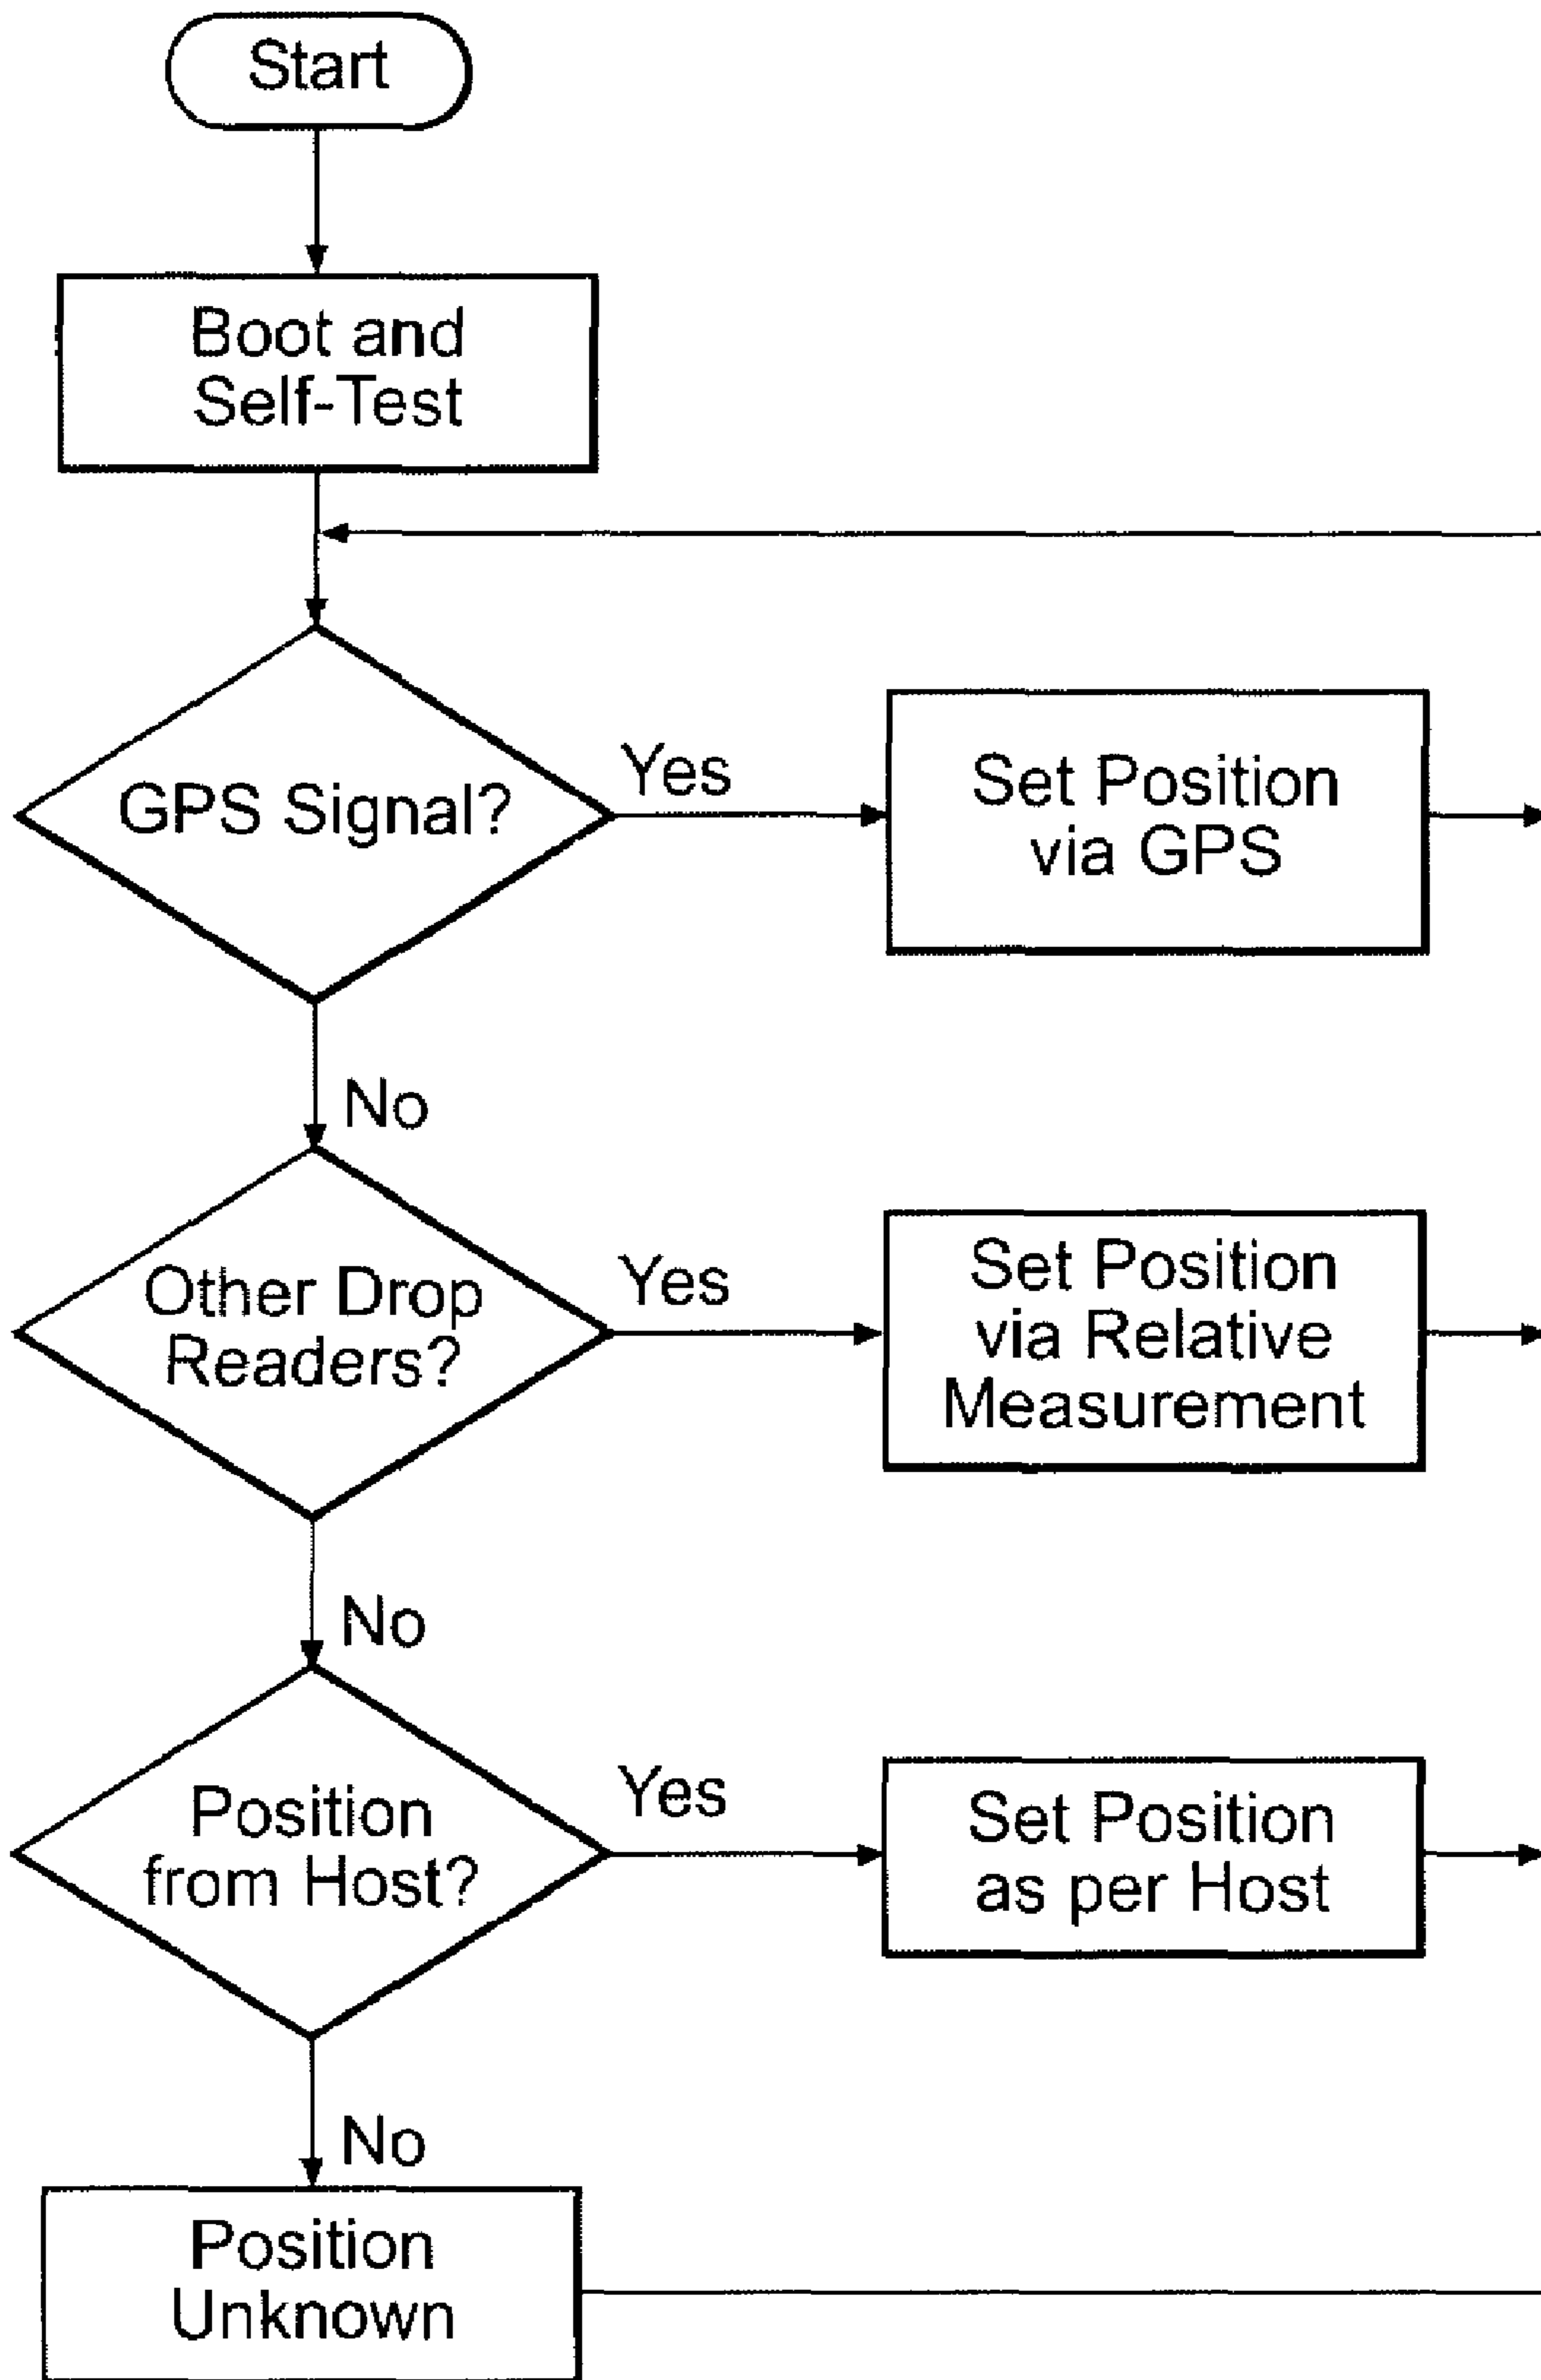 Start
Boot and
Self-Test
GPS Signal?
Yes
Set Position
via GPS
No
Other Drop
Readers?
Yes
Set Position
via Relative
Measurement
No
Position
from Host?
Yes
Set Position
as per Host
No
Position
Unknown